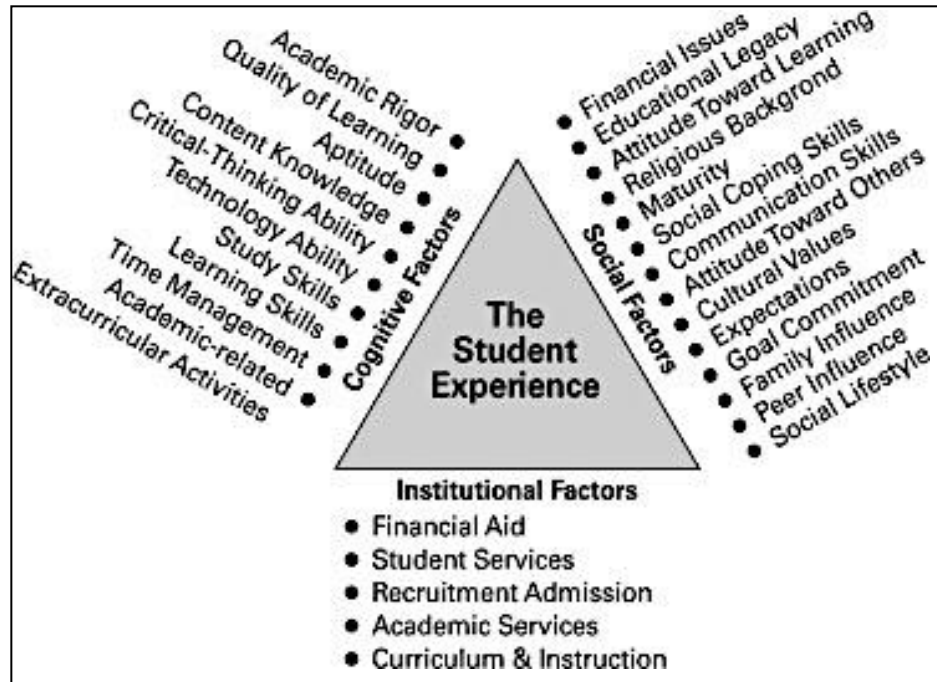 Academic Rigor
Quality of Learning
Aptitude
Content Knowledge
Critical-Thinking Ability
Technology Ability
Study Skills
Learning Skills
Time Management
Academic-related
Extracurricular Activities
Cognitive Factors
The
Student
Experience
Social Factors
Financial Issues
Educational Legacy
Attitude Toward Learning
Religious Backgrond
Maturity
Social Coping Skills
Communication Skills
Attitude Toward Others
Cultural Values
Expectations
Goal Commitment
Family Influence
Peer Influence
Social Lifestyle
Institutional Factors
Financial Aid
Student Services
Recruitment Admission
Academic Services
Curriculum & Instruction